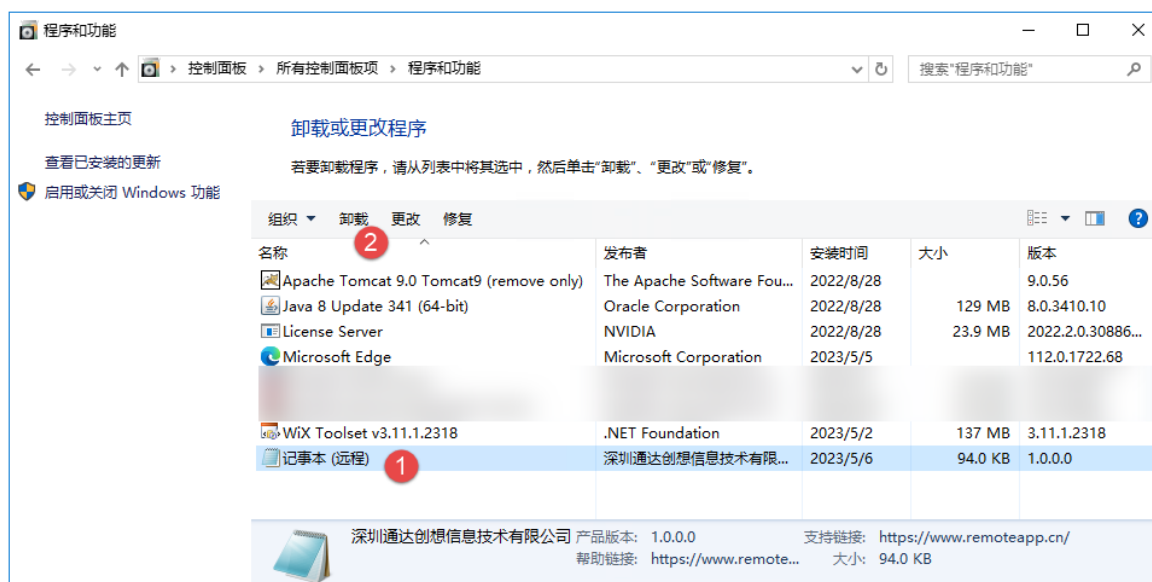 程序和功能
控制面板 › 所有控制面板项 › 程序和功能 搜索"程序和功能"
控制面板主页
查看已安装的更新
启用或关闭 Windows 功能
卸载或更改程序
若要卸载程序，请从列表中将其选中，然后单击“卸载”、“更改”或“修复”。
组织 卸载 更改 修复
2
名称 发布者 安装时间 大小 版本
Apache Tomcat 9.0 Tomcat9 (remove only) The Apache Software Fou... 2022/8/28 9.0.56
Java 8 Update 341 (64-bit) Oracle Corporation 2022/8/28 129 MB 8.0.3410.10
License Server NVIDIA 2022/8/28 23.9 MB 2022.2.0.30886...
Microsoft Edge Microsoft Corporation 2023/5/5 112.0.1722.68
WiX Toolset v3.11.1.2318 .NET Foundation 2023/5/2 137 MB 3.11.1.2318
记事本 (远程) 1 深圳通达创想信息技术有限... 2023/5/6 94.0 KB 1.0.0.0
深圳通达创想信息技术有限公司 产品版本: 1.0.0.0 支持链接: https://www.remoteapp.cn/
帮助链接: https://www.remote... 大小: 94.0 KB